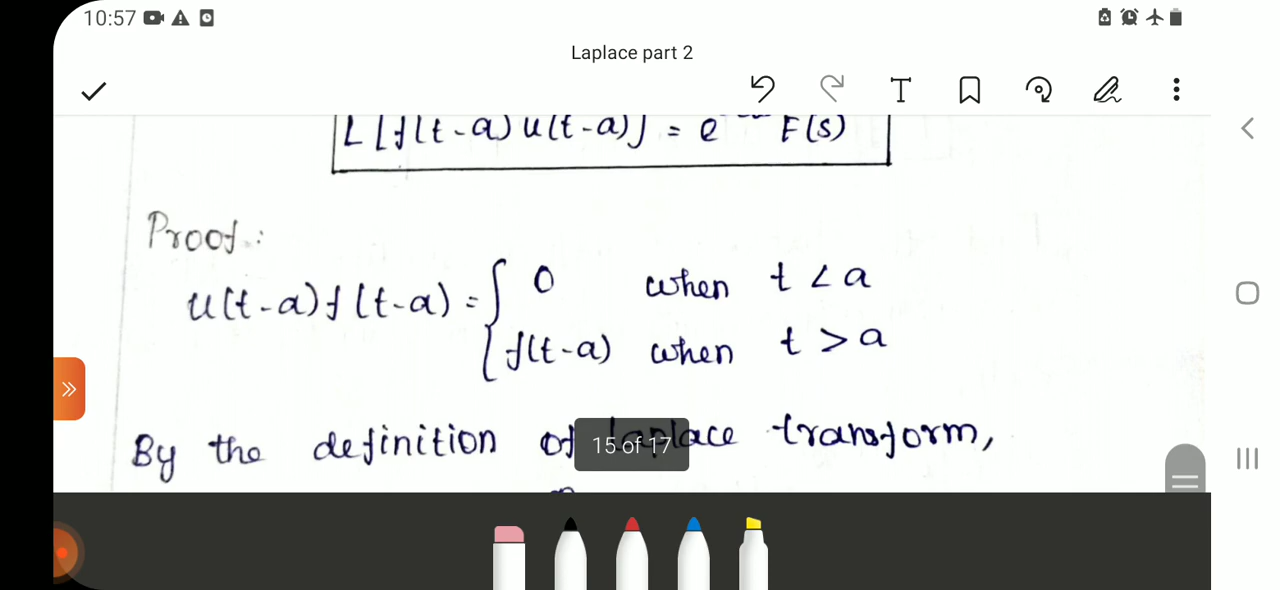 10:57
Laplace part 2
L[f(t-a)u(t-a)] = e F(s)
Proof:
u(t-a)f(t-a) = { 0 when t < a
f(t-a) when t > a
By the definition of laplace transform,
15 of 17